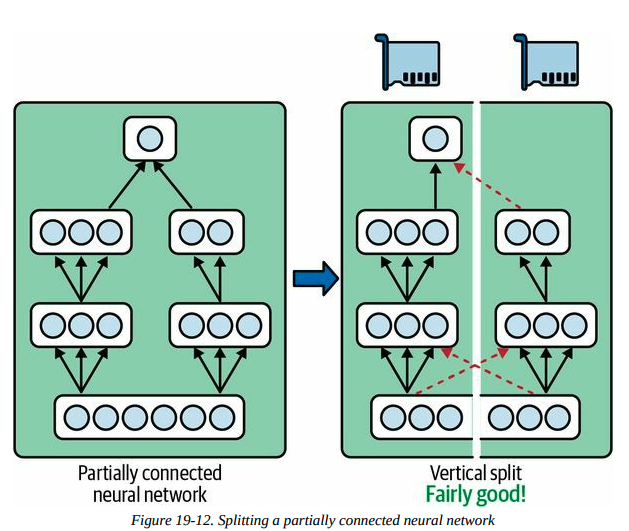 Partially connected
neural network
Vertical split
Fairly good!
Figure 19-12. Splitting a partially connected neural network